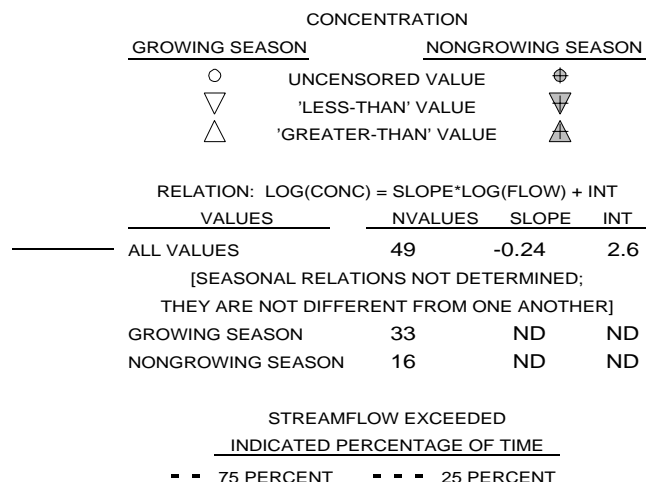 CONCENTRATION
GROWING SEASON NONGROWING SEASON
UNCENSORED VALUE
'LESS-THAN' VALUE
'GREATER-THAN' VALUE
RELATION: LOG(CONC) = SLOPE*LOG(FLOW) + INT
VALUES NVALUES SLOPE INT
ALL VALUES 49 -0.24 2.6
[SEASONAL RELATIONS NOT DETERMINED;
THEY ARE NOT DIFFERENT FROM ONE ANOTHER]
GROWING SEASON 33 ND ND
NONGROWING SEASON 16 ND ND
STREAMFLOW EXCEEDED
INDICATED PERCENTAGE OF TIME
75 PERCENT 25 PERCENT